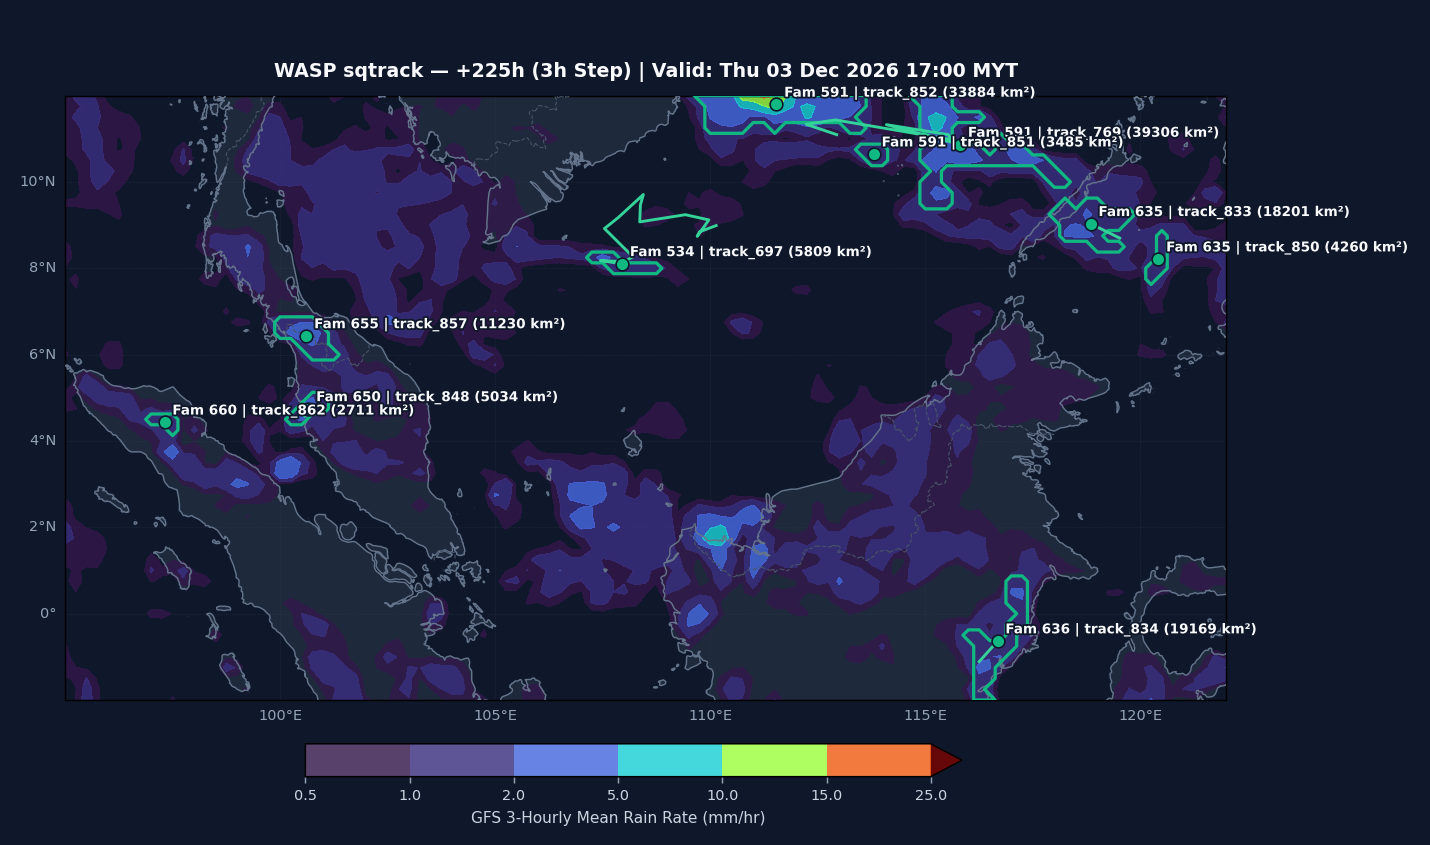 WASP sqtrack — +225h (3h Step) | Valid: Thu 03 Dec 2026 17:00 MYT
Fam 591 | track_852 (33884 km²)
Fam 591 | track_769 (39306 km²)
Fam 591 | track_851 (3485 km²)
10°N
Fam 635 | track_833 (18201 km²)
Fam 635 | track_850 (4260 km²)
Fam 534 | track_697 (5809 km²)
8°N
Fam 655 | track_857 (11230 km²)
6°N
Fam 650 | track_848 (5034 km²)
Fam 660 | track_862 (2711 km²)
4°N
2°N
0°
Fam 636 | track_834 (19169 km²)
100°E 105°E 110°E 115°E 120°E
0.5 1.0 2.0 5.0 10.0 15.0 25.0
GFS 3-Hourly Mean Rain Rate (mm/hr)